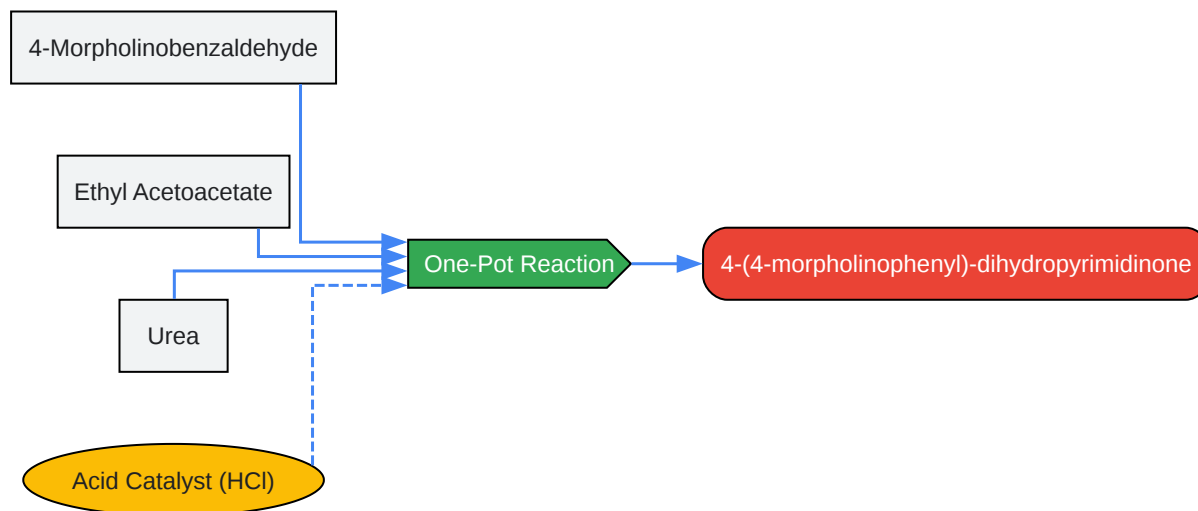 4-Morpholinobenzaldehyde
Ethyl Acetoacetate
Urea
Acid Catalyst (HCl)
One-Pot Reaction
4-(4-morpholinophenyl)-dihydropyrimidinone